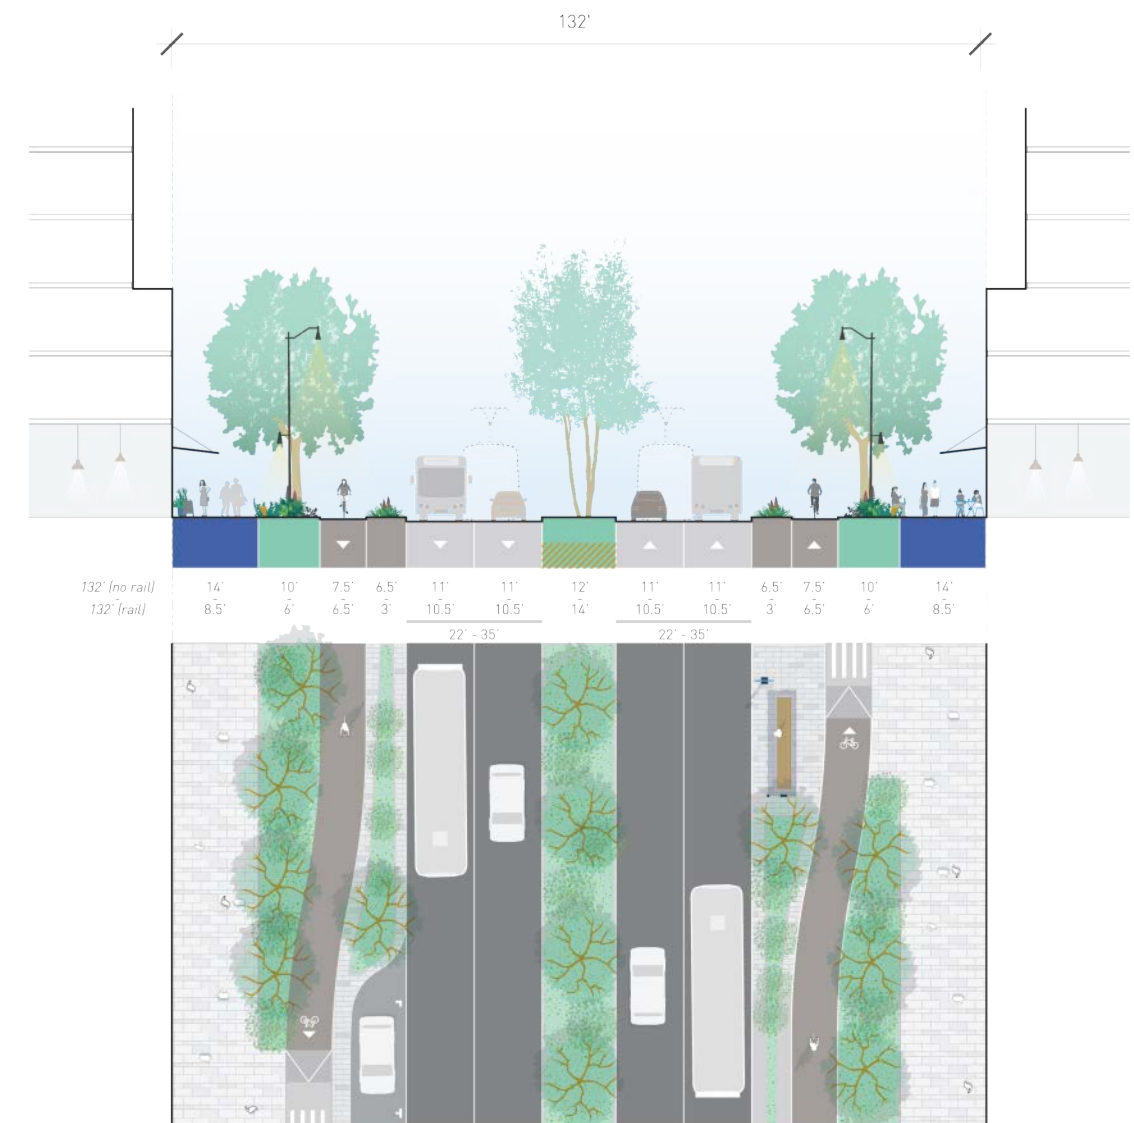 132'
132' (no rail) 14' 10' 7.5' 6.5' 11' 11' 12' 11' 11' 6.5' 7.5' 10' 14'
- - - - - - - - - - - - - -
132' (rail) 8.5' 6' 6.5' 3' 10.5' 10.5' 14' 10.5' 10.5' 3' 6.5' 6' 8.5'
22' - 35' 22' - 35'